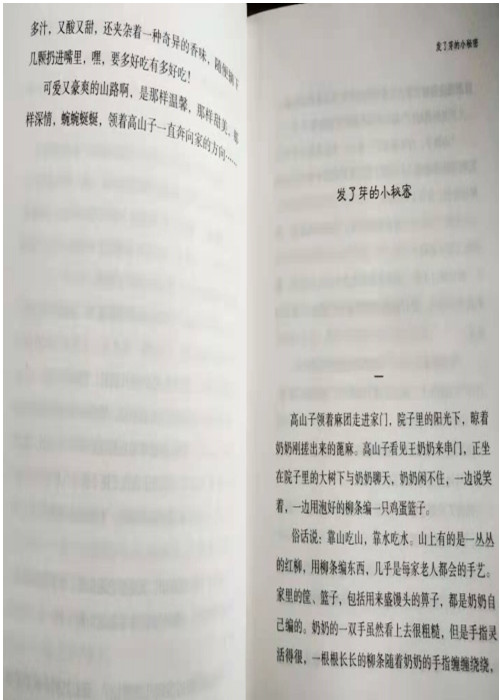 多汁，又酸又甜，还夹杂着一种奇异的香味，随便摘下
几颗扔进嘴里，嘿，要多好吃有多好吃！
可爱又豪爽的山路啊，是那样温馨，那样甜美，那
样深情，蜿蜿蜒蜒，领着高山子一直奔向家的方向……
发了芽的小秘密
发了芽的小秘密
一
高山子领着麻团走进家门，院子里的阳光下，晾着
奶奶刚搓出来的蓖麻。高山子看见王奶奶来串门，正坐
在院子里的大树下与奶奶聊天，奶奶闲不住，一边说笑
着，一边用泡好的柳条编一只鸡蛋篮子。
俗话说：靠山吃山，靠水吃水。山上有的是一丛丛
的红柳，用柳条编东西，几乎是每家老人都会的手艺。
家里的筐、篮子，包括用来盛馒头的箅子，都是奶奶自
己编的。奶奶的一双手虽然看上去很粗糙，但是手指灵
活得很，一根根长长的柳条随着奶奶的手指缠缠绕绕，